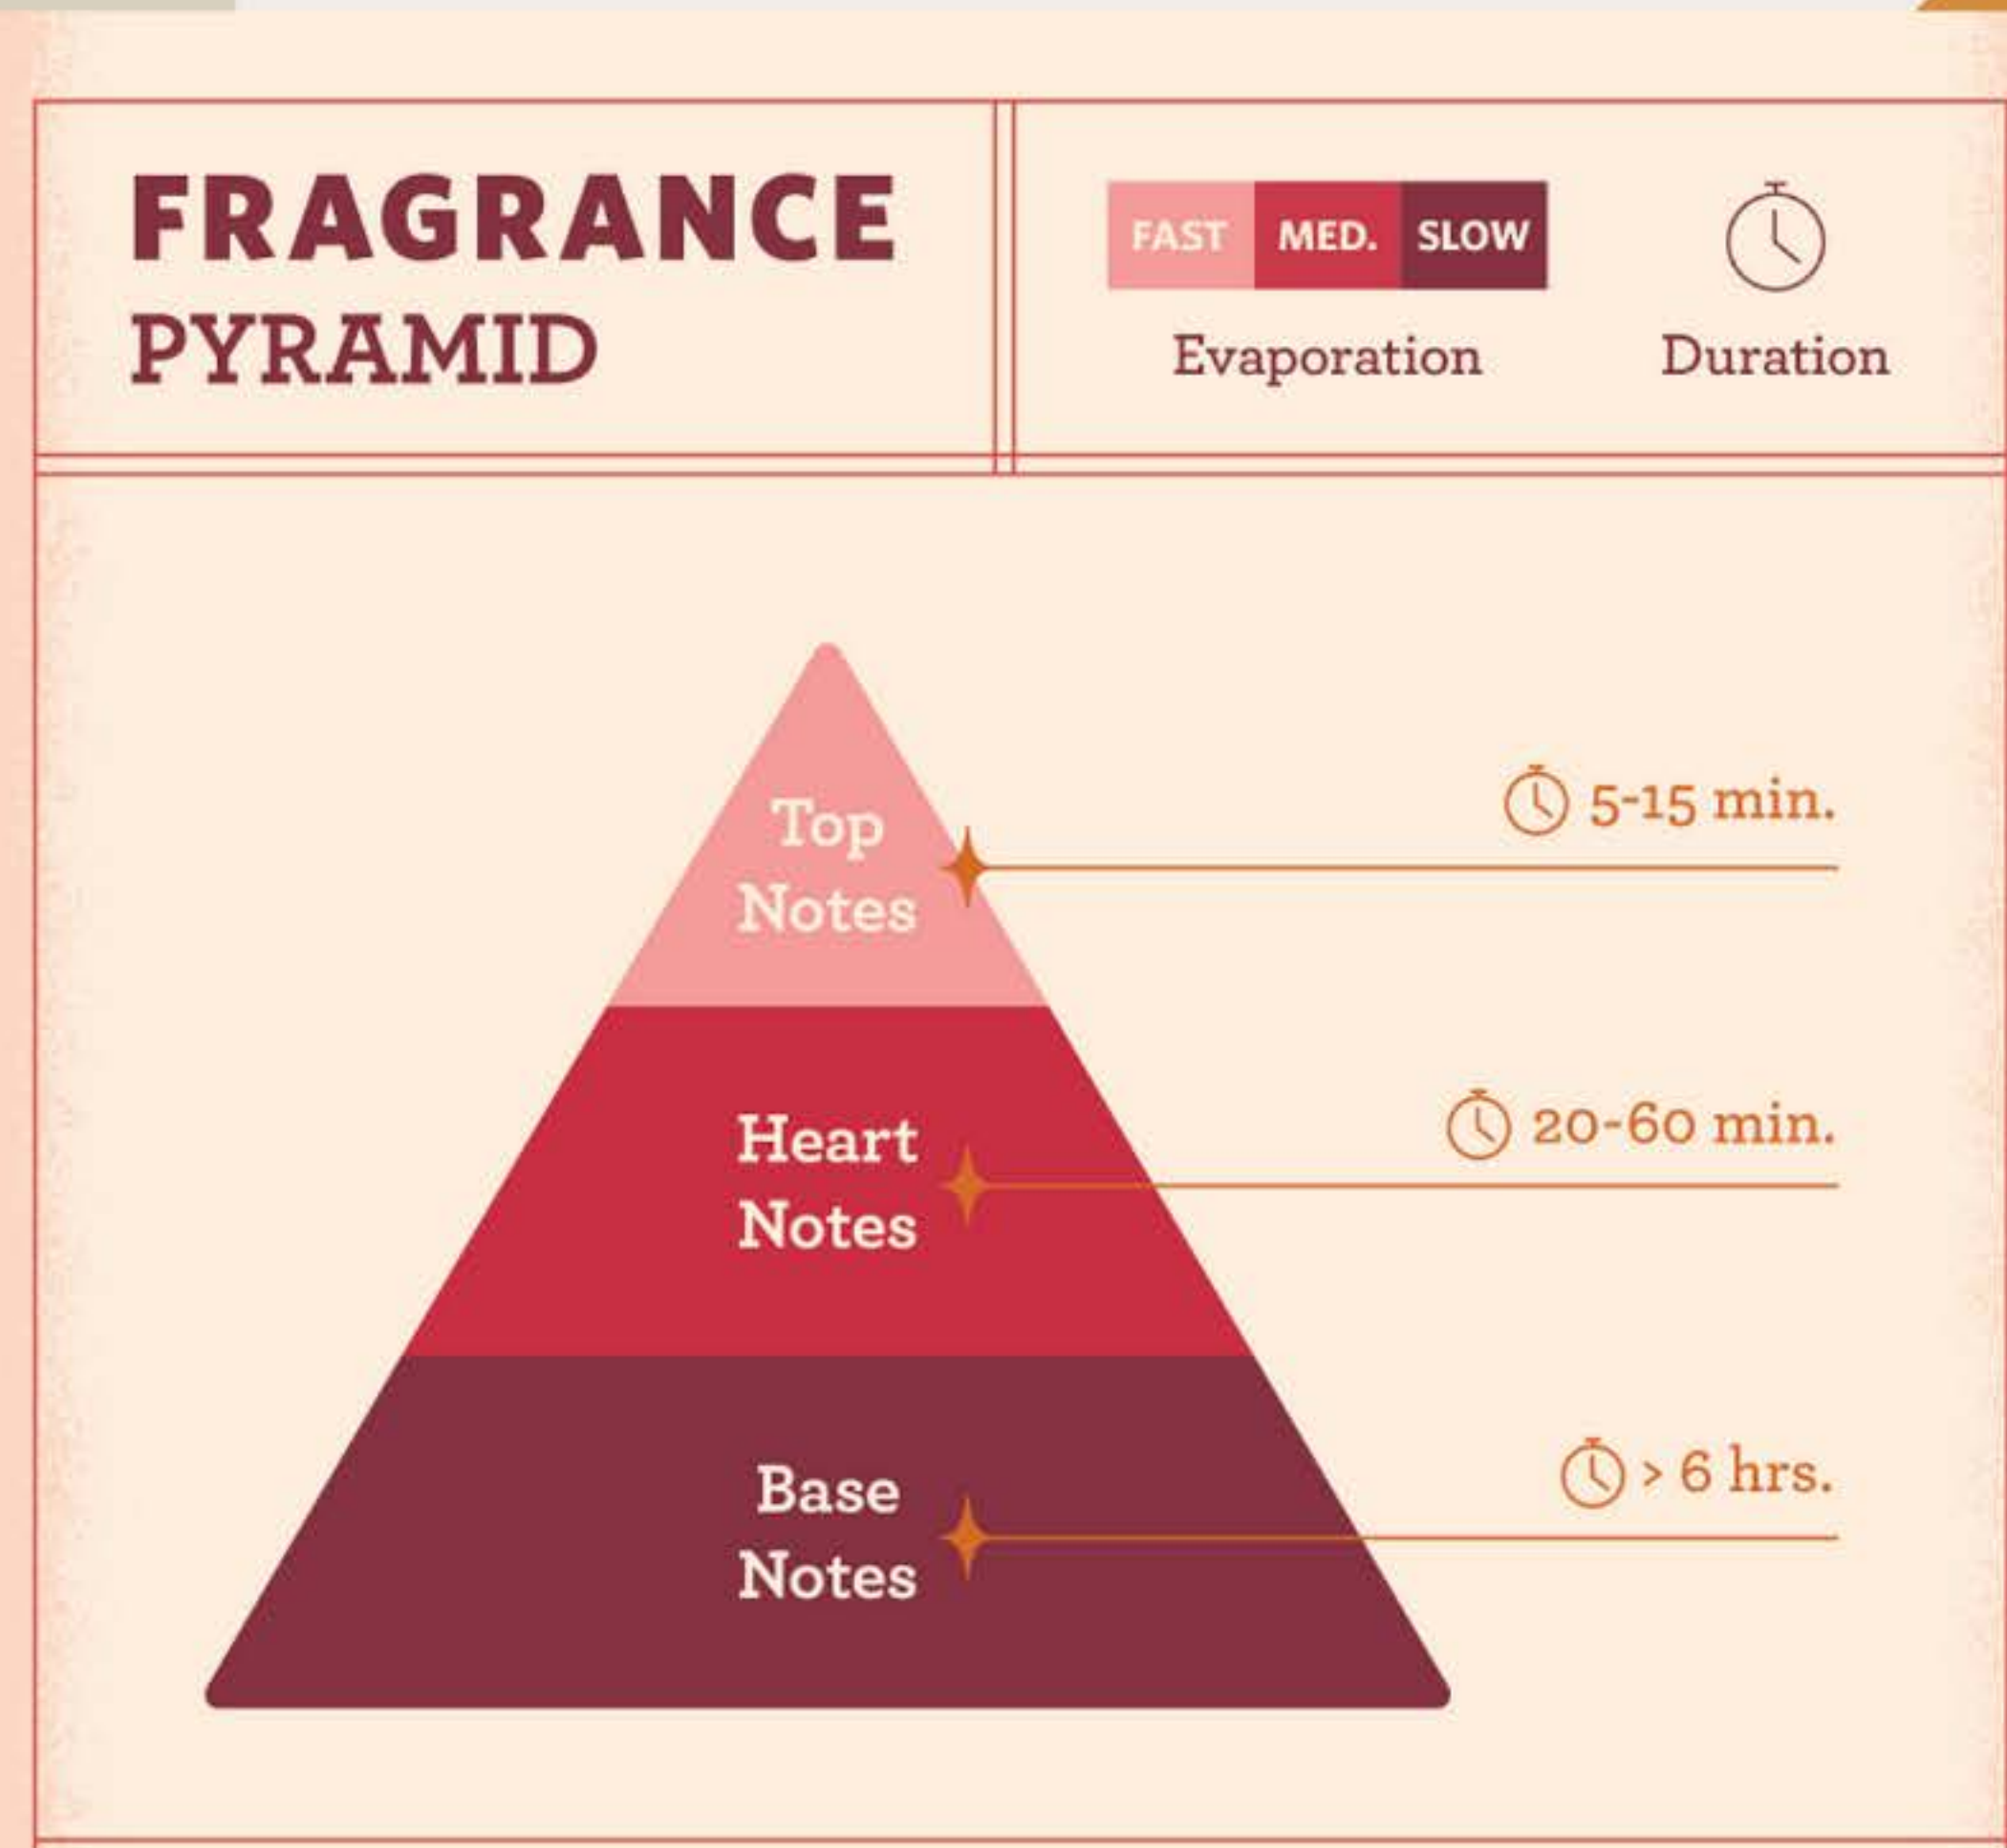 FRAGRANCE
PYRAMID
FAST MED. SLOW
Evaporation
Duration
Top
Notes
5-15 min.
Heart
Notes
20-60 min.
Base
Notes
> 6 hrs.